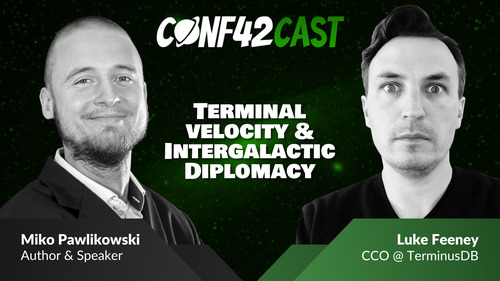 CONF42CAST
TERMINAL
VELOCITY &
INTERGALACTIC
DIPLOMACY
Miko Pawlikowski
Author & Speaker
Luke Feeney
CCO @ TerminusDB